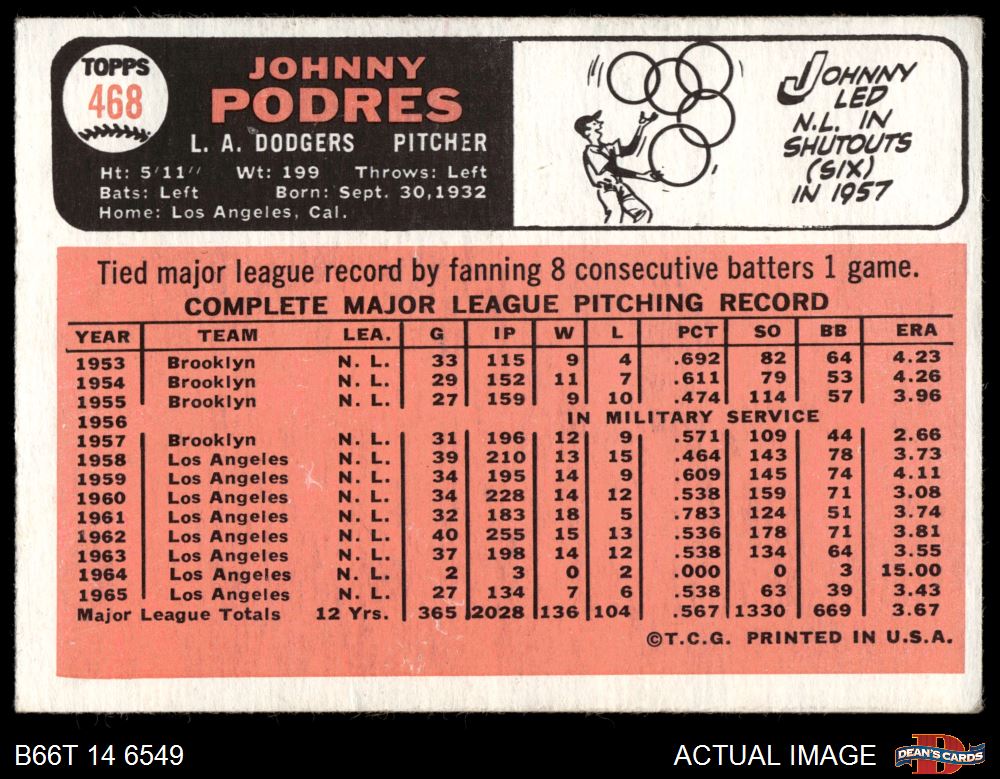 TOPPS
468
JOHNNY
PODRES
L. A. DODGERS PITCHER
Ht: 5'11" Wt: 199 Throws: Left
Bats: Left Born: Sept. 30, 1932
Home: Los Angeles, Cal.
JOHNNY
LED
N.L. IN
SHUTOUTS
(SIX)
IN 1957
Tied major league record by fanning 8 consecutive batters 1 game.
COMPLETE MAJOR LEAGUE PITCHING RECORD
YEAR TEAM LEA. G IP W L PCT SO BB ERA
1953 Brooklyn N. L. 33 115 9 4 .692 82 64 4.23
1954 Brooklyn N. L. 29 152 11 7 .611 79 53 4.26
1955 Brooklyn N. L. 27 159 9 10 .474 114 57 3.96
1956 IN MILITARY SERVICE
1957 Brooklyn N. L. 31 196 12 9 .571 109 44 2.66
1958 Los Angeles N. L. 39 210 13 15 .464 143 78 3.73
1959 Los Angeles N. L. 34 195 14 9 .609 145 74 4.11
1960 Los Angeles N. L. 34 228 14 12 .538 159 71 3.08
1961 Los Angeles N. L. 32 183 18 5 .783 124 51 3.74
1962 Los Angeles N. L. 40 255 15 13 .536 178 71 3.81
1963 Los Angeles N. L. 37 198 14 12 .538 134 64 3.55
1964 Los Angeles N. L. 2 3 0 2 .000 0 3 15.00
1965 Los Angeles N. L. 27 134 7 6 .538 63 39 3.43
Major League Totals 12 Yrs. 365 2028 136 104 .567 1330 669 3.67
©T.C.G. PRINTED IN U.S.A.
B66T 14 6549 ACTUAL IMAGE DEAN'S CARDS